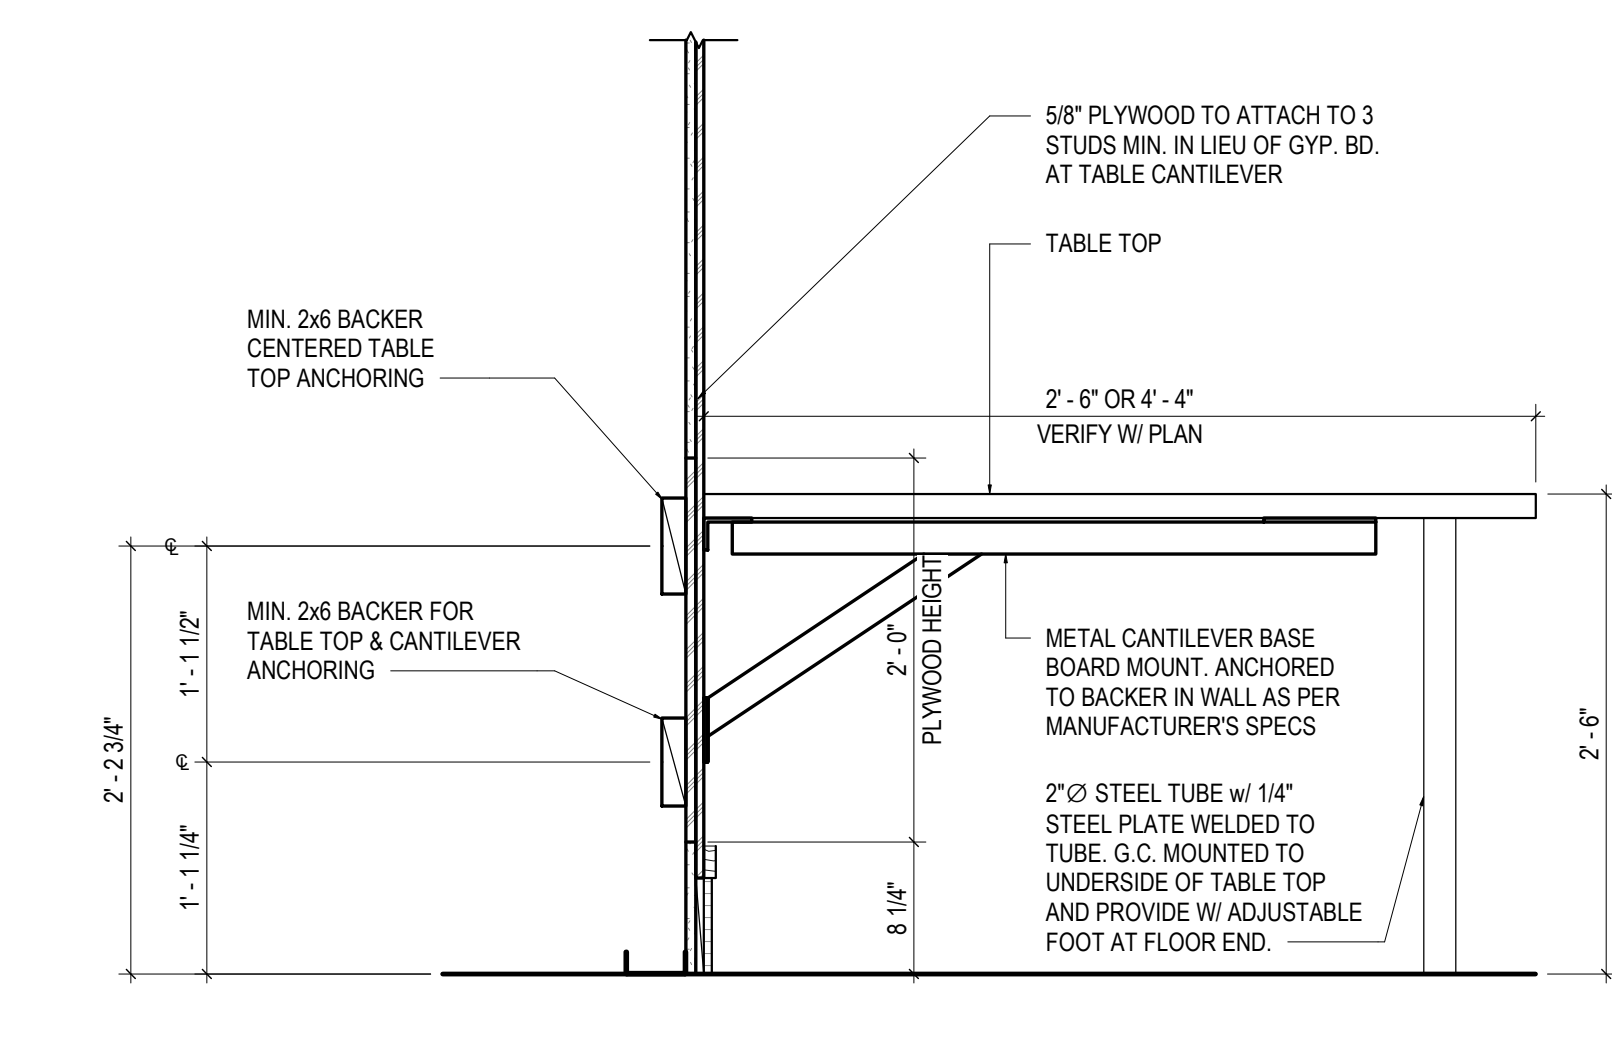 5/8" PLYWOOD TO ATTACH TO 3
STUDS MIN. IN LIEU OF GYP. BD.
AT TABLE CANTILEVER
TABLE TOP
MIN. 2x6 BACKER
CENTERED TABLE
TOP ANCHORING
2' - 6" OR 4' - 4"
VERIFY W/ PLAN
℄
MIN. 2x6 BACKER FOR
TABLE TOP & CANTILEVER
ANCHORING
1' - 1 1/2"
2' - 0"
PLYWOOD HEIGHT
METAL CANTILEVER BASE
BOARD MOUNT. ANCHORED
TO BACKER IN WALL AS PER
MANUFACTURER'S SPECS
2' - 2 3/4"
℄
2' - 6"
1' - 1 1/4"
8 1/4"
2"∅ STEEL TUBE w/ 1/4"
STEEL PLATE WELDED TO
TUBE. G.C. MOUNTED TO
UNDERSIDE OF TABLE TOP
AND PROVIDE W/ ADJUSTABLE
FOOT AT FLOOR END.